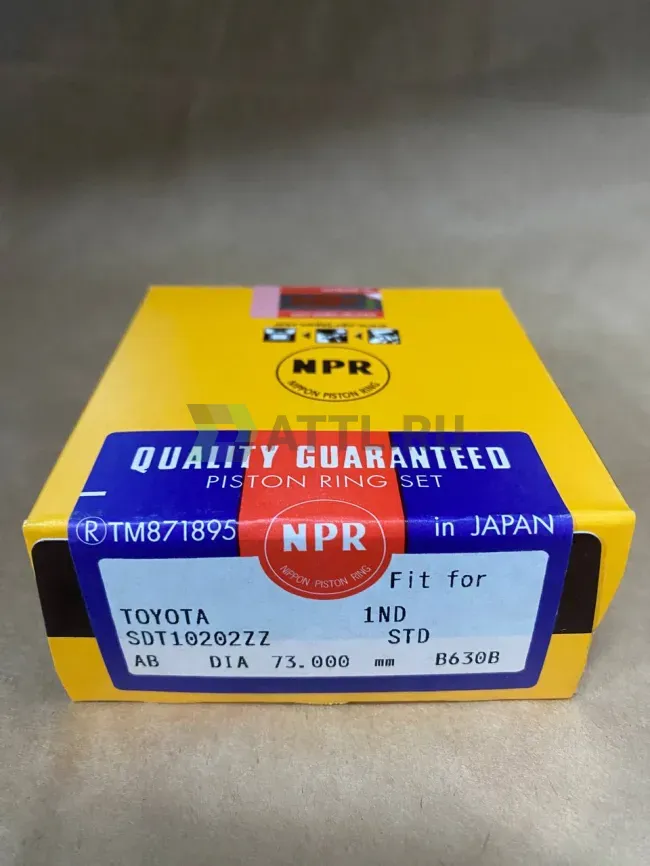 NPR
NIPPON PISTON RING
ATTL.RU
QUALITY GUARANTEED
PISTON RING SET
®TM871895
in JAPAN
NPR
NIPPON PISTON RING
Fit for
TOYOTA 1ND
SDT10202ZZ STD
AB DIA 73.000 mm B630B